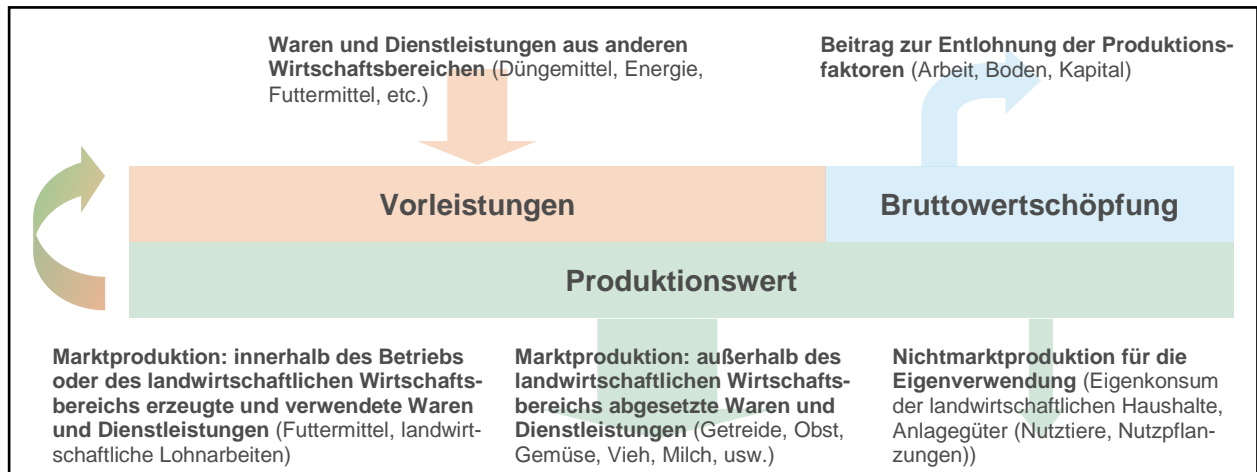 Waren und Dienstleistungen aus anderen
Wirtschaftsbereichen (Düngemittel, Energie,
Futtermittel, etc.)
Beitrag zur Entlohnung der Produktions-
faktoren (Arbeit, Boden, Kapital)
Vorleistungen
Bruttowertschöpfung
Produktionswert
Marktproduktion: innerhalb des Betriebs
oder des landwirtschaftlichen Wirtschafts-
bereichs erzeugte und verwendete Waren
und Dienstleistungen (Futtermittel, landwirt-
schaftliche Lohnarbeiten)
Marktproduktion: außerhalb des
landwirtschaftlichen Wirtschafts-
bereichs abgesetzte Waren und
Dienstleistungen (Getreide, Obst,
Gemüse, Vieh, Milch, usw.)
Nichtmarktproduktion für die
Eigenverwendung (Eigenkonsum
der landwirtschaftlichen Haushalte,
Anlagegüter (Nutztiere, Nutzpflan-
zungen))